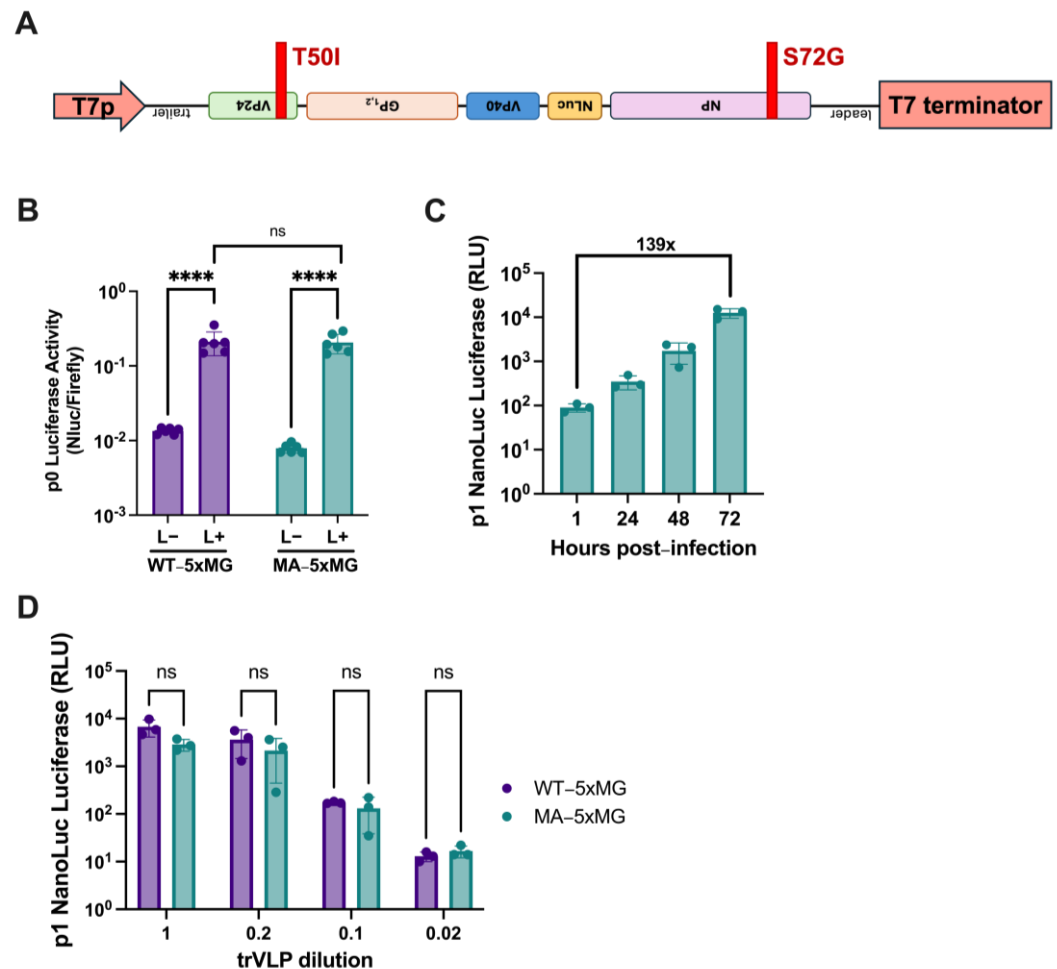 A
T50I
S72G
T7p
trailer
VP24
GP1,2
VP40
NLuc
NP
leader
T7 terminator
B
ns
****
****
p0 Luciferase Activity
(Nluc/Firefly)
10^0
10^-1
10^-2
10^-3
L−
L+
L−
L+
WT–5xMG
MA–5xMG
C
139x
p1 NanoLuc Luciferase (RLU)
10^5
10^4
10^3
10^2
10^1
10^0
1
24
48
72
Hours post–infection
D
p1 NanoLuc Luciferase (RLU)
10^5
10^4
10^3
10^2
10^1
10^0
ns
ns
ns
ns
1
0.2
0.1
0.02
trVLP dilution
WT–5xMG
MA–5xMG